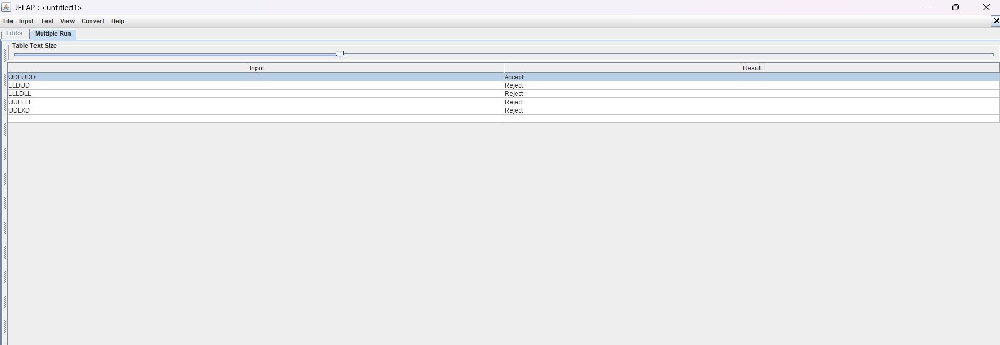 JFLAP : <untitled1>
File Input Test View Convert Help
Editor Multiple Run
Table Text Size
Input Result
UDLUDD Accept
LLDUD Reject
LLLDLL Reject
UULLLL Reject
UDLXD Reject